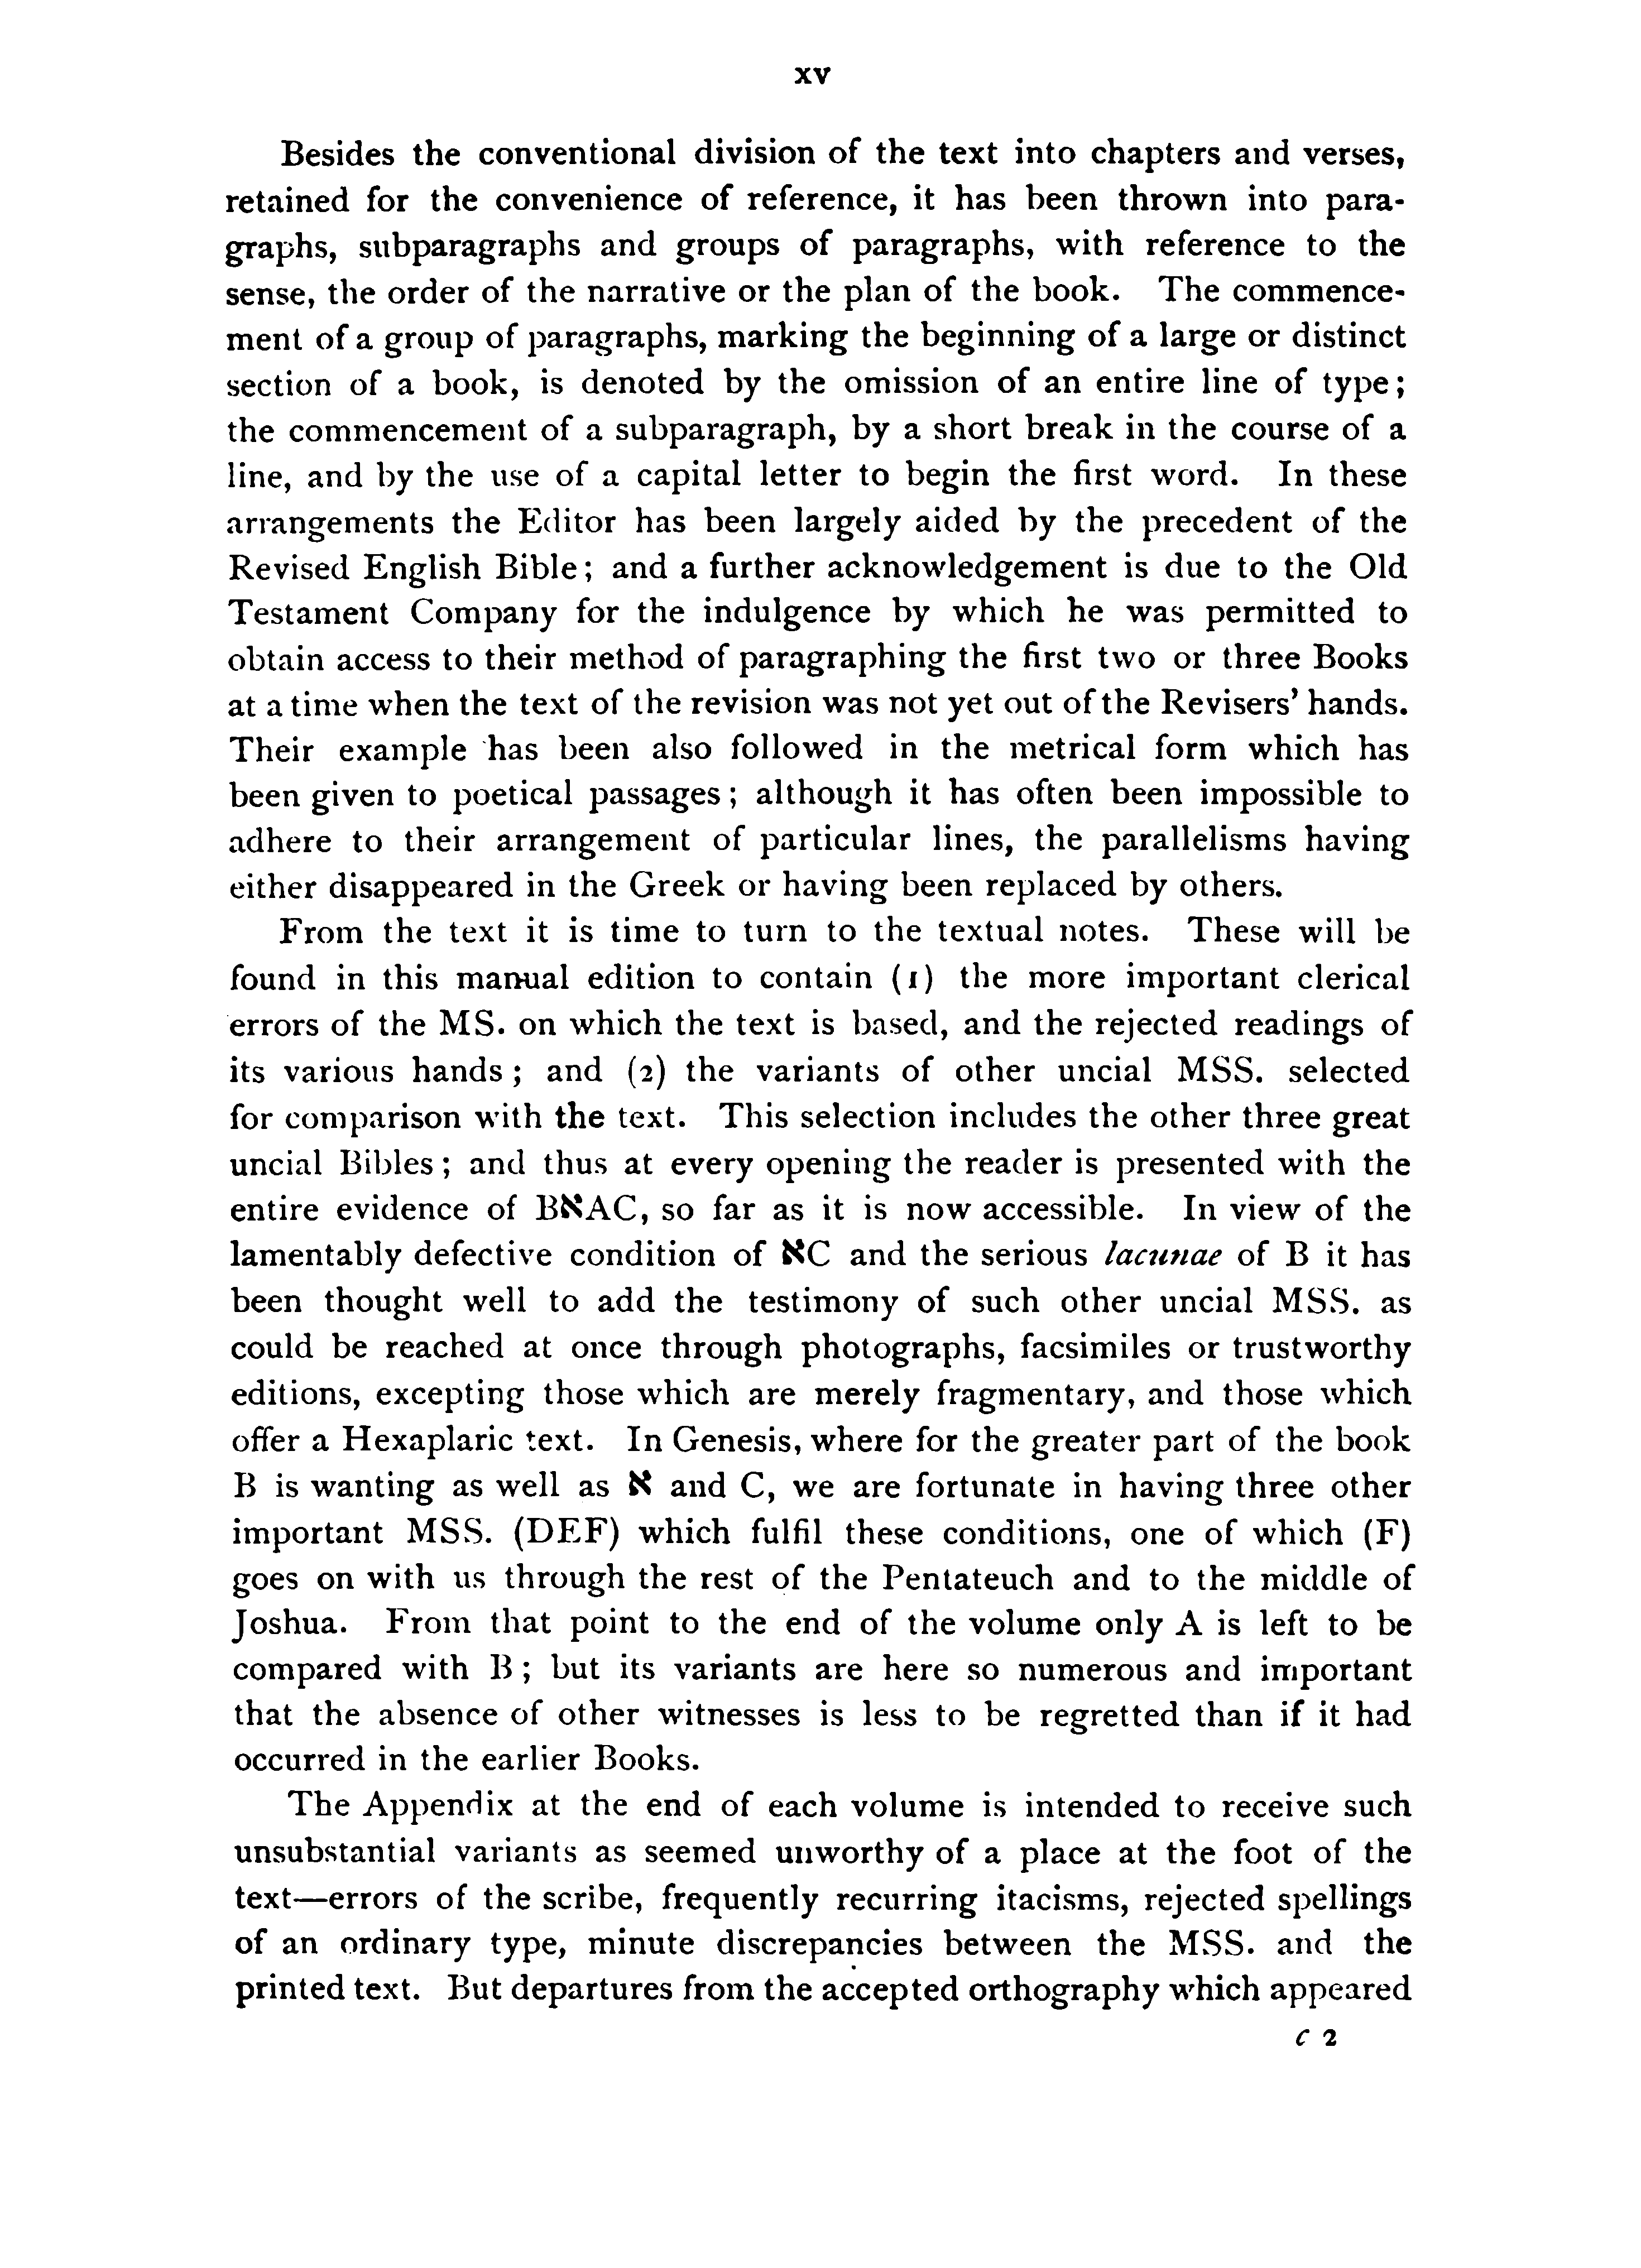 xv
Besides the conventional division of the text into chapters and verses,
retained for the convenience of reference, it has been thrown into para-
graphs, subparagraphs and groups of paragraphs, with reference to the
sense, the order of the narrative or the plan of the book. The commence-
ment of a group of paragraphs, marking the beginning of a large or distinct
section of a book, is denoted by the omission of an entire line of type;
the commencement of a subparagraph, by a short break in the course of a
line, and by the use of a capital letter to begin the first word. In these
arrangements the Editor has been largely aided by the precedent of the
Revised English Bible; and a further acknowledgement is due to the Old
Testament Company for the indulgence by which he was permitted to
obtain access to their method of paragraphing the first two or three Books
at a time when the text of the revision was not yet out of the Revisers' hands.
Their example has been also followed in the metrical form which has
been given to poetical passages; although it has often been impossible to
adhere to their arrangement of particular lines, the parallelisms having
either disappeared in the Greek or having been replaced by others.
From the text it is time to turn to the textual notes. These will be
found in this manual edition to contain (1) the more important clerical
errors of the MS. on which the text is based, and the rejected readings of
its various hands; and (2) the variants of other uncial MSS. selected
for comparison with the text. This selection includes the other three great
uncial Bibles; and thus at every opening the reader is presented with the
entire evidence of BאAC, so far as it is now accessible. In view of the
lamentably defective condition of אC and the serious lacunae of B it has
been thought well to add the testimony of such other uncial MSS. as
could be reached at once through photographs, facsimiles or trustworthy
editions, excepting those which are merely fragmentary, and those which
offer a Hexaplaric text. In Genesis, where for the greater part of the book
B is wanting as well as א and C, we are fortunate in having three other
important MSS. (DEF) which fulfil these conditions, one of which (F)
goes on with us through the rest of the Pentateuch and to the middle of
Joshua. From that point to the end of the volume only A is left to be
compared with B; but its variants are here so numerous and important
that the absence of other witnesses is less to be regretted than if it had
occurred in the earlier Books.
The Appendix at the end of each volume is intended to receive such
unsubstantial variants as seemed unworthy of a place at the foot of the
text—errors of the scribe, frequently recurring itacisms, rejected spellings
of an ordinary type, minute discrepancies between the MSS. and the
printed text. But departures from the accepted orthography which appeared
c 2